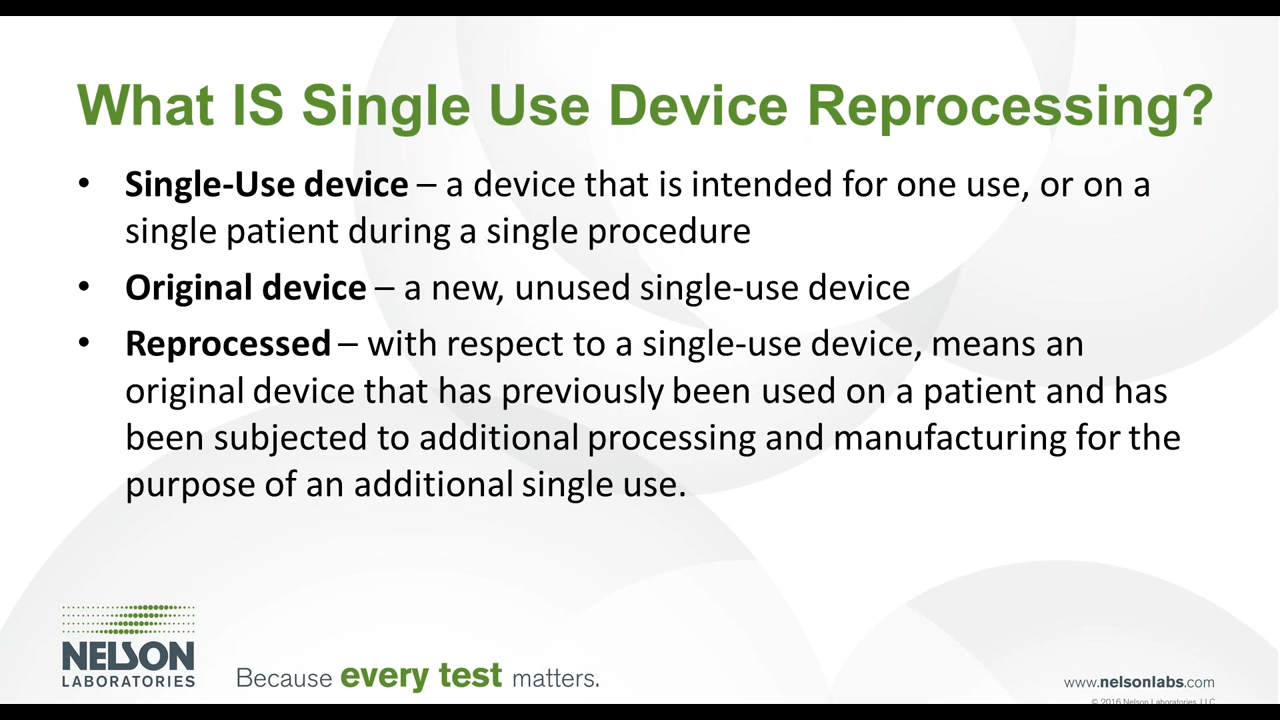 What IS Single Use Device Reprocessing?
• Single-Use device – a device that is intended for one use, or on a
single patient during a single procedure
• Original device – a new, unused single-use device
• Reprocessed – with respect to a single-use device, means an
original device that has previously been used on a patient and has
been subjected to additional processing and manufacturing for the
purpose of an additional single use.
NELSON
LABORATORIES
Because every test matters.
www.nelsonlabs.com
© 2016 Nelson Laboratories, LLC